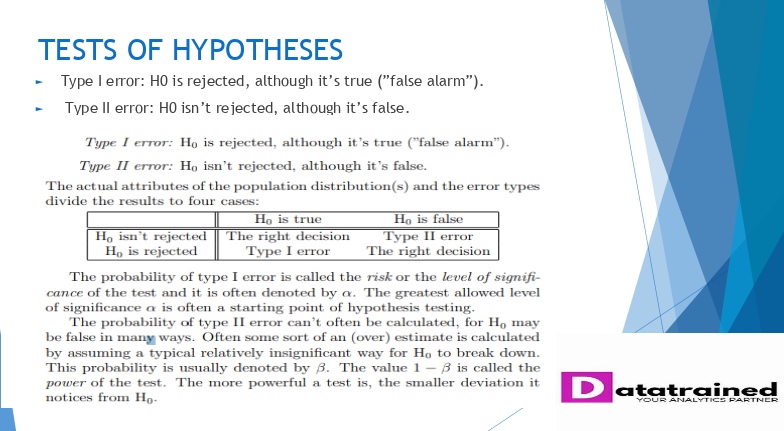 TESTS OF HYPOTHESES
► Type I error: H0 is rejected, although it’s true (”false alarm”).
► Type II error: H0 isn’t rejected, although it’s false.
Type I error: H₀ is rejected, although it’s true (”false alarm”).
Type II error: H₀ isn’t rejected, although it’s false.
The actual attributes of the population distribution(s) and the error types
divide the results to four cases:
H₀ is true H₀ is false
H₀ isn’t rejected The right decision Type II error
H₀ is rejected Type I error The right decision
The probability of type I error is called the risk or the level of signifi-
cance of the test and it is often denoted by α. The greatest allowed level
of significance α is often a starting point of hypothesis testing.
The probability of type II error can’t often be calculated, for H₀ may
be false in many ways. Often some sort of an (over) estimate is calculated
by assuming a typical relatively insignificant way for H₀ to break down.
This probability is usually denoted by β. The value 1 − β is called the
power of the test. The more powerful a test is, the smaller deviation it
notices from H₀.
Datatrained
YOUR ANALYTICS PARTNER